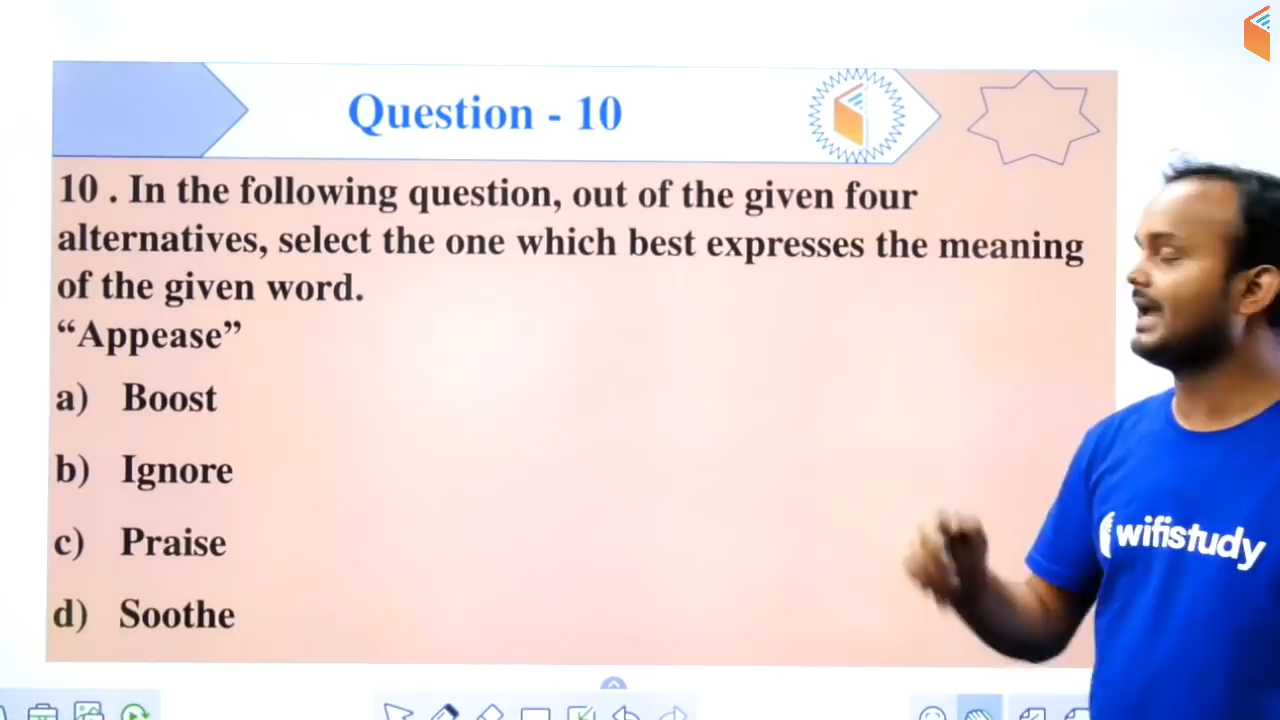 Question - 10
10 . In the following question, out of the given four
alternatives, select the one which best expresses the meaning
of the given word.
“Appease”
a) Boost
b) Ignore
c) Praise
d) Soothe
wifistudy